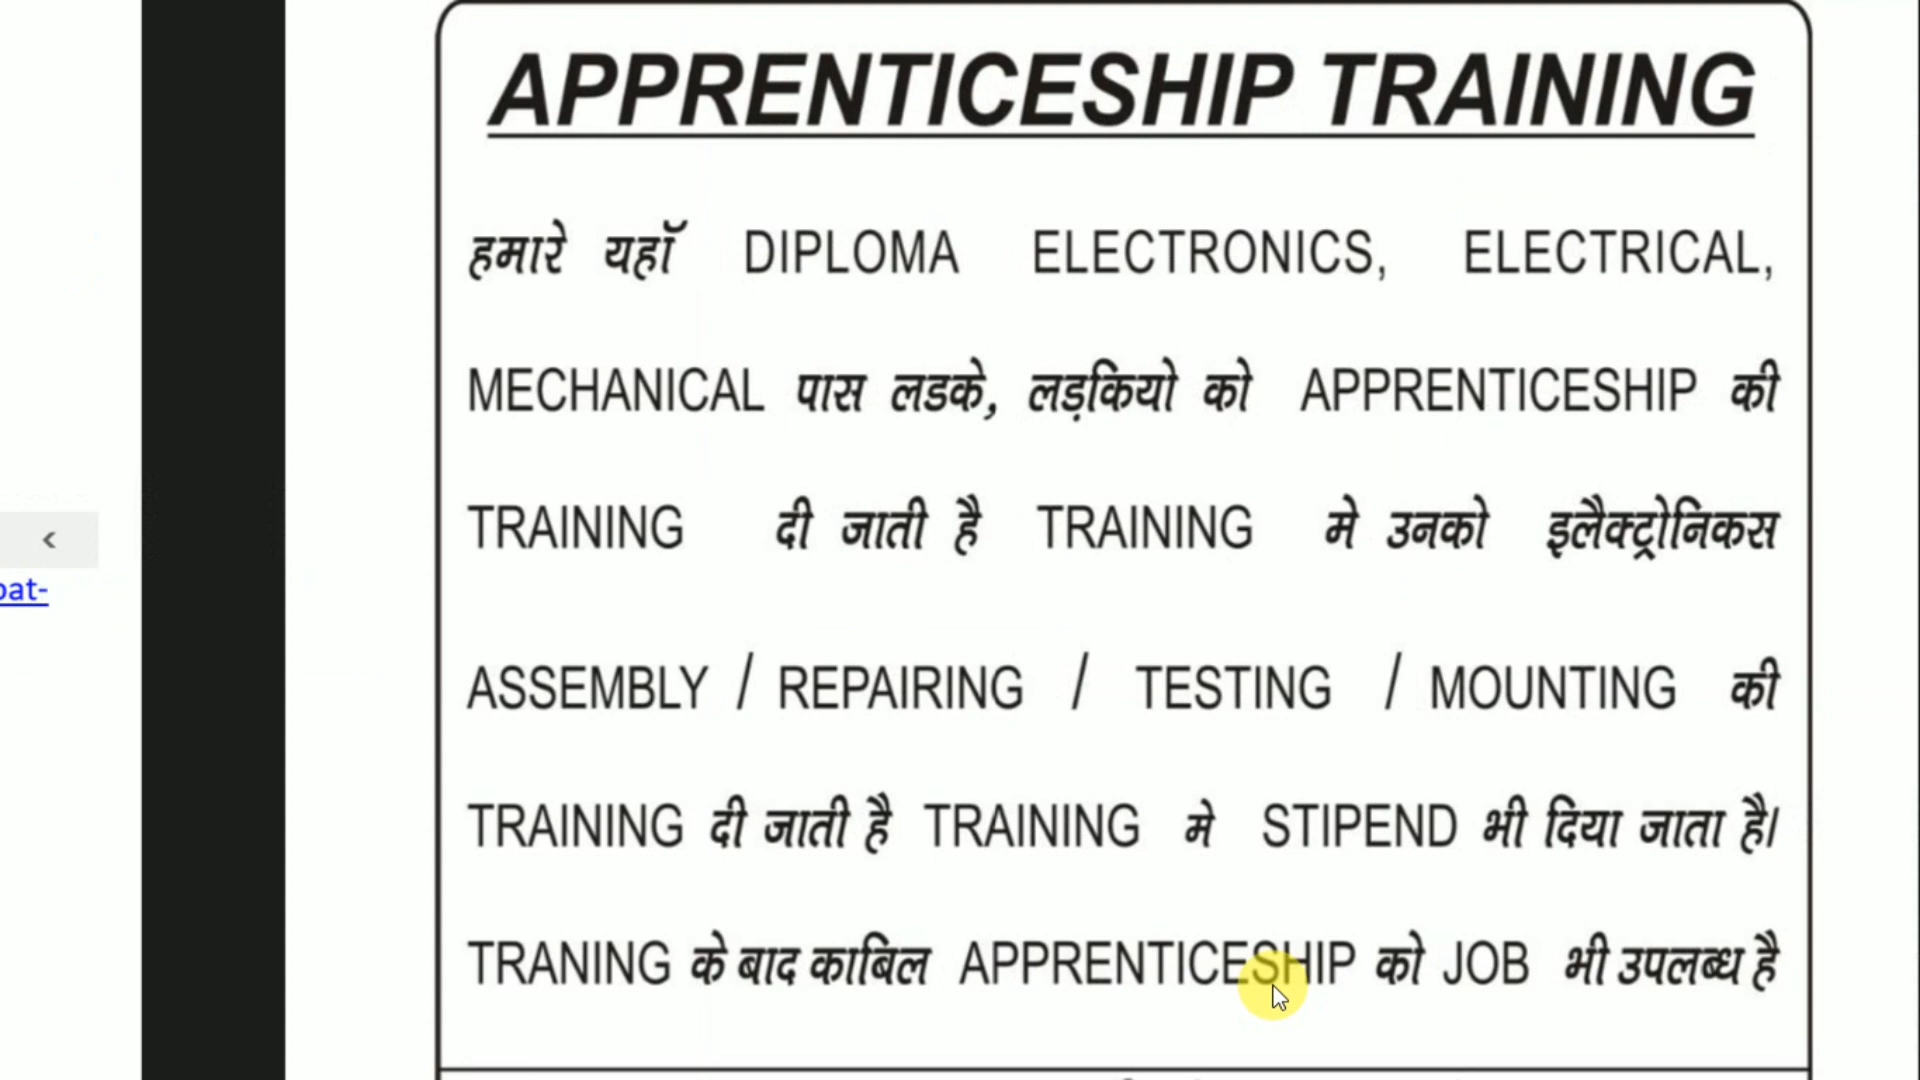 APPRENTICESHIP TRAINING
हमारे यहॉ DIPLOMA ELECTRONICS, ELECTRICAL,
MECHANICAL पास लडके, लड़कियो को APPRENTICESHIP की
TRAINING दी जाती है TRAINING मे उनको इलैक्ट्रोनिकस
ASSEMBLY / REPAIRING / TESTING / MOUNTING की
TRAINING दी जाती है TRAINING मे STIPEND भी दिया जाता है।
TRANING के बाद काबिल APPRENTICESHIP को JOB भी उपलब्ध है
<
pat-